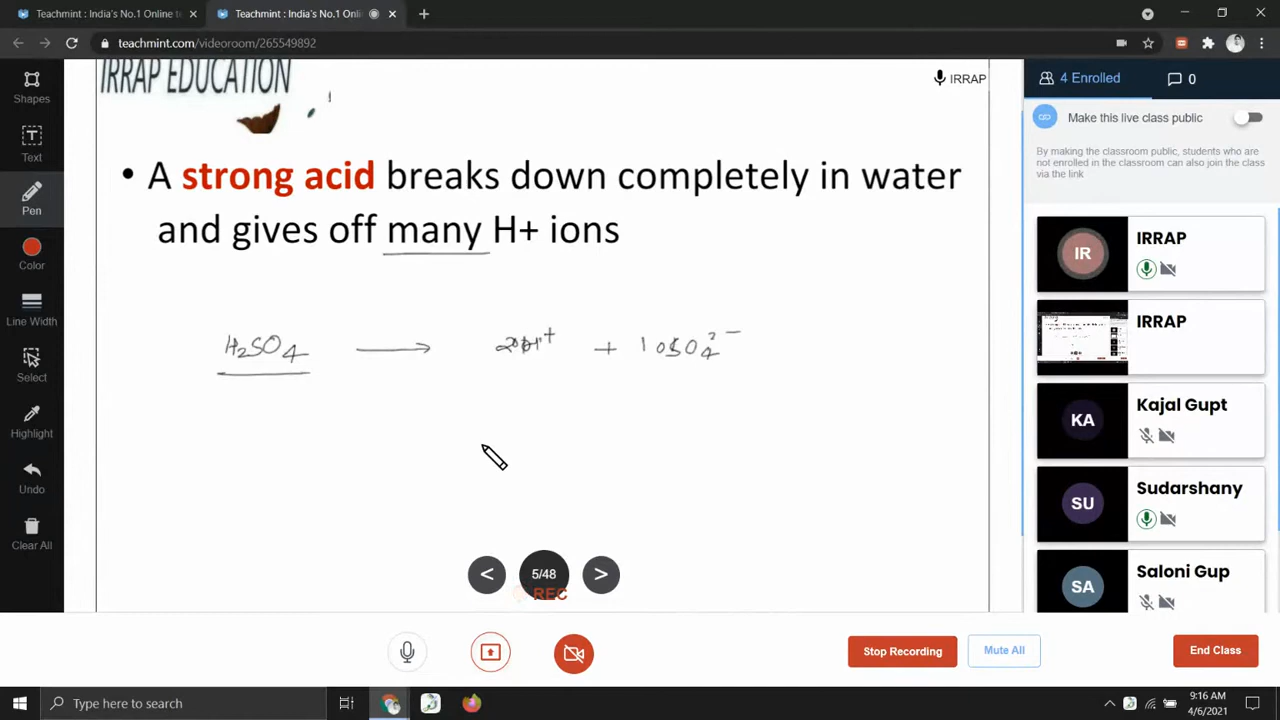 Teachmint : India's No.1 Online t
Teachmint : India's No.1 Onl
teachmint.com/videoroom/265549892
Shapes
Text
Pen
Color
Line Width
Select
Highlight
Undo
Clear All
IRRAP EDUCATION
IRRAP
• A strong acid breaks down completely in water
and gives off many H+ ions
H2SO4 ⟶ + SO4 2−
< 5/48 >
REC
4 Enrolled
0
Make this live class public
By making the classroom public, students who are
not enrolled in the classroom can also join the class
via the link
IR
IRRAP
IRRAP
KA
Kajal Gupt
SU
Sudarshany
SA
Saloni Gup
Stop Recording
Mute All
End Class
Type here to search
9:16 AM
4/6/2021